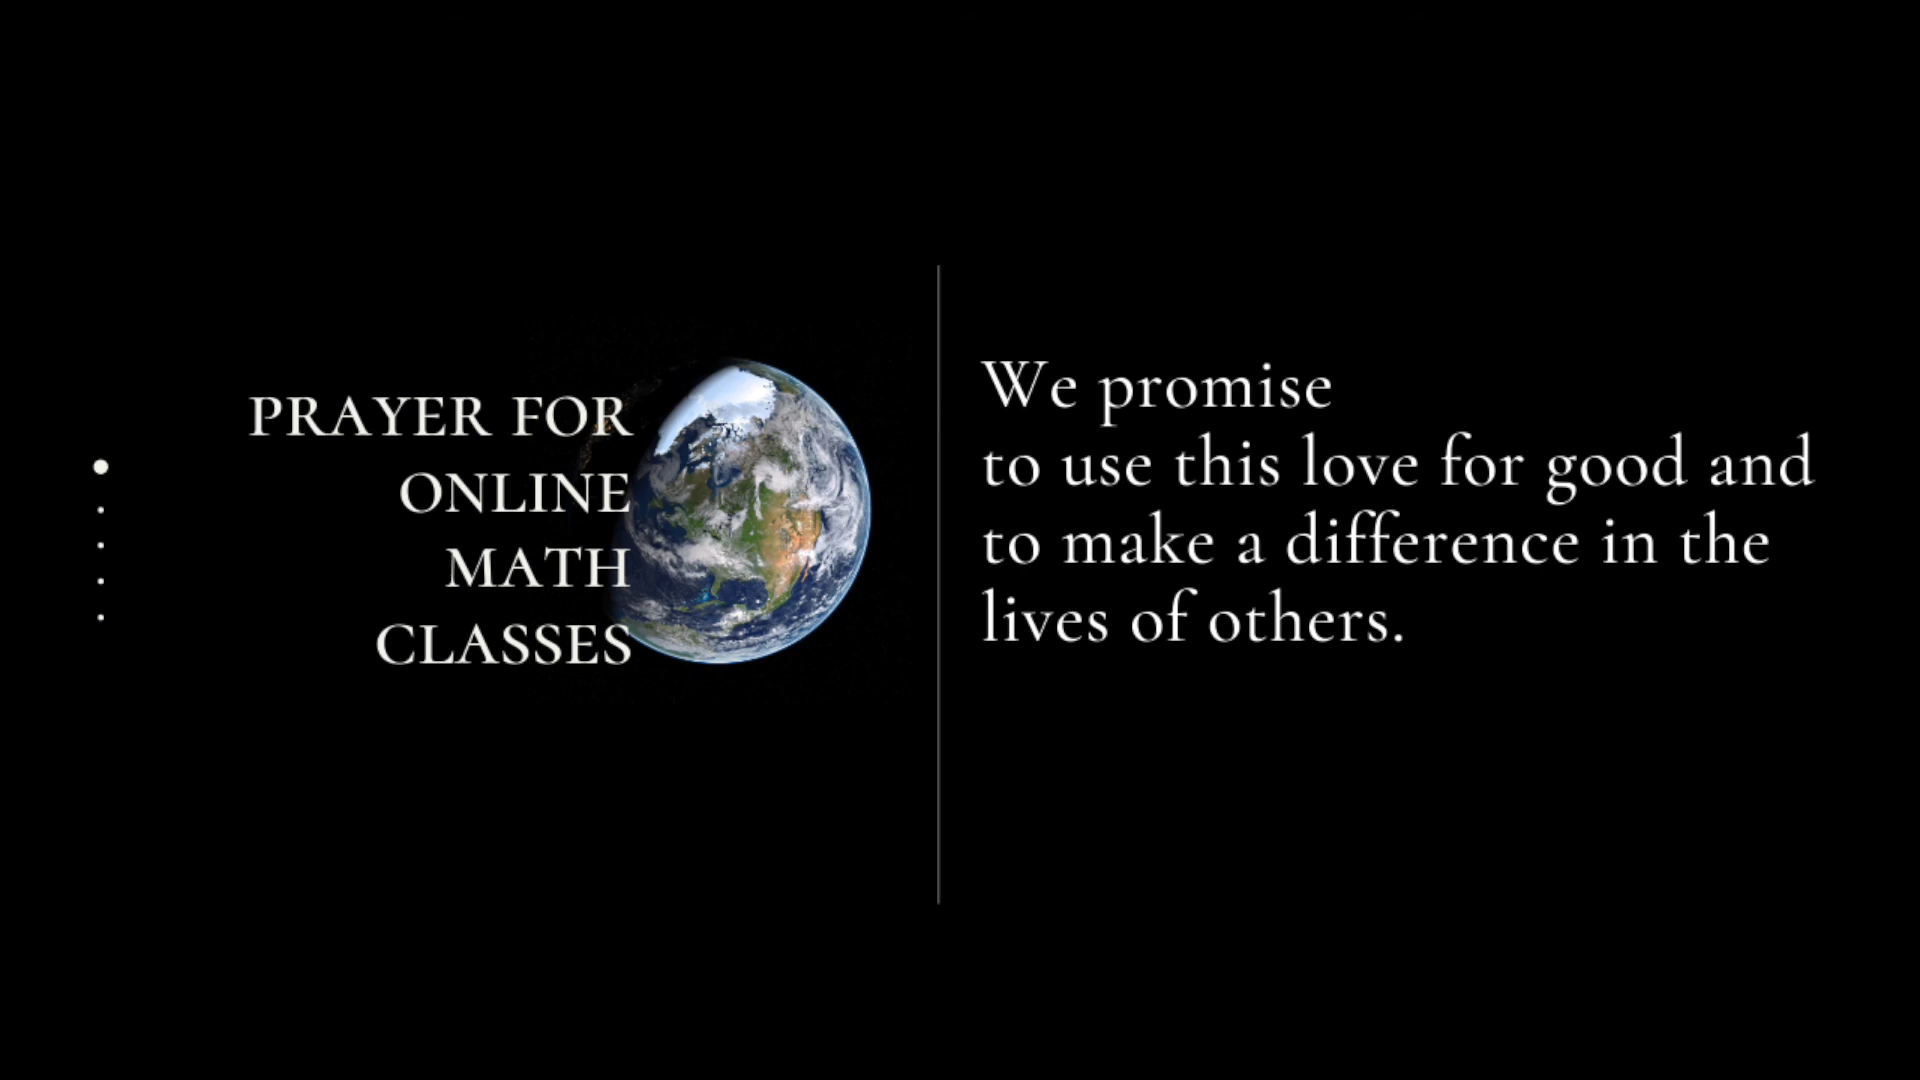 PRAYER FOR
ONLINE
MATH
CLASSES
We promise
to use this love for good and
to make a difference in the
lives of others.